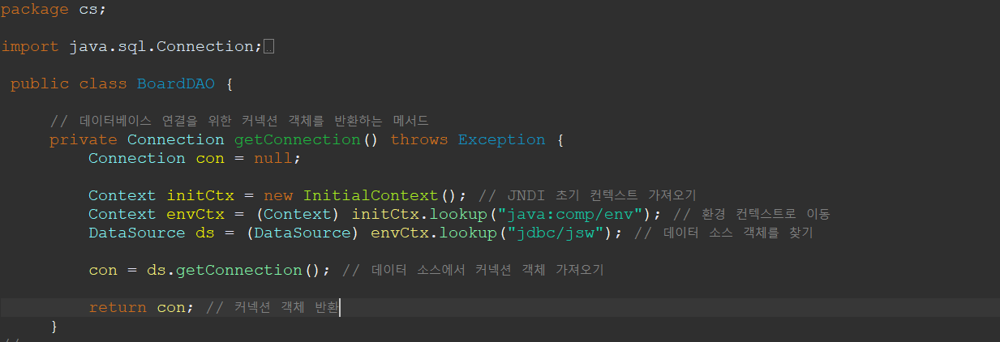 package cs;
import java.sql.Connection;
public class BoardDAO {
// 데이터베이스 연결을 위한 커넥션 객체를 반환하는 메서드
private Connection getConnection() throws Exception {
Connection con = null;
Context initCtx = new InitialContext(); // JNDI 초기 컨텍스트 가져오기
Context envCtx = (Context) initCtx.lookup("java:comp/env"); // 환경 컨텍스트로 이동
DataSource ds = (DataSource) envCtx.lookup("jdbc/jsw"); // 데이터 소스 객체를 찾기
con = ds.getConnection(); // 데이터 소스에서 커넥션 객체 가져오기
return con; // 커넥션 객체 반환
}
//